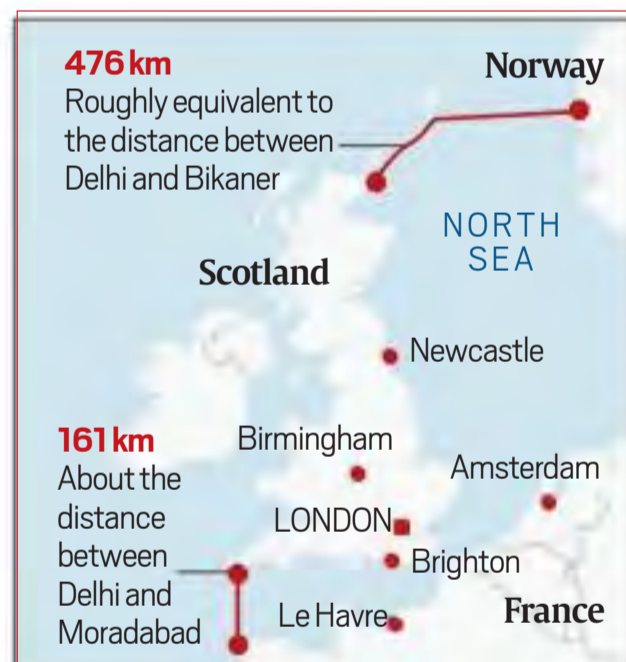 476 km
Roughly equivalent to
the distance between
Delhi and Bikaner
Norway
NORTH
SEA
Scotland
Newcastle
161 km
About the
distance
between
Delhi and
Moradabad
Birmingham
Amsterdam
LONDON
Brighton
Le Havre
France